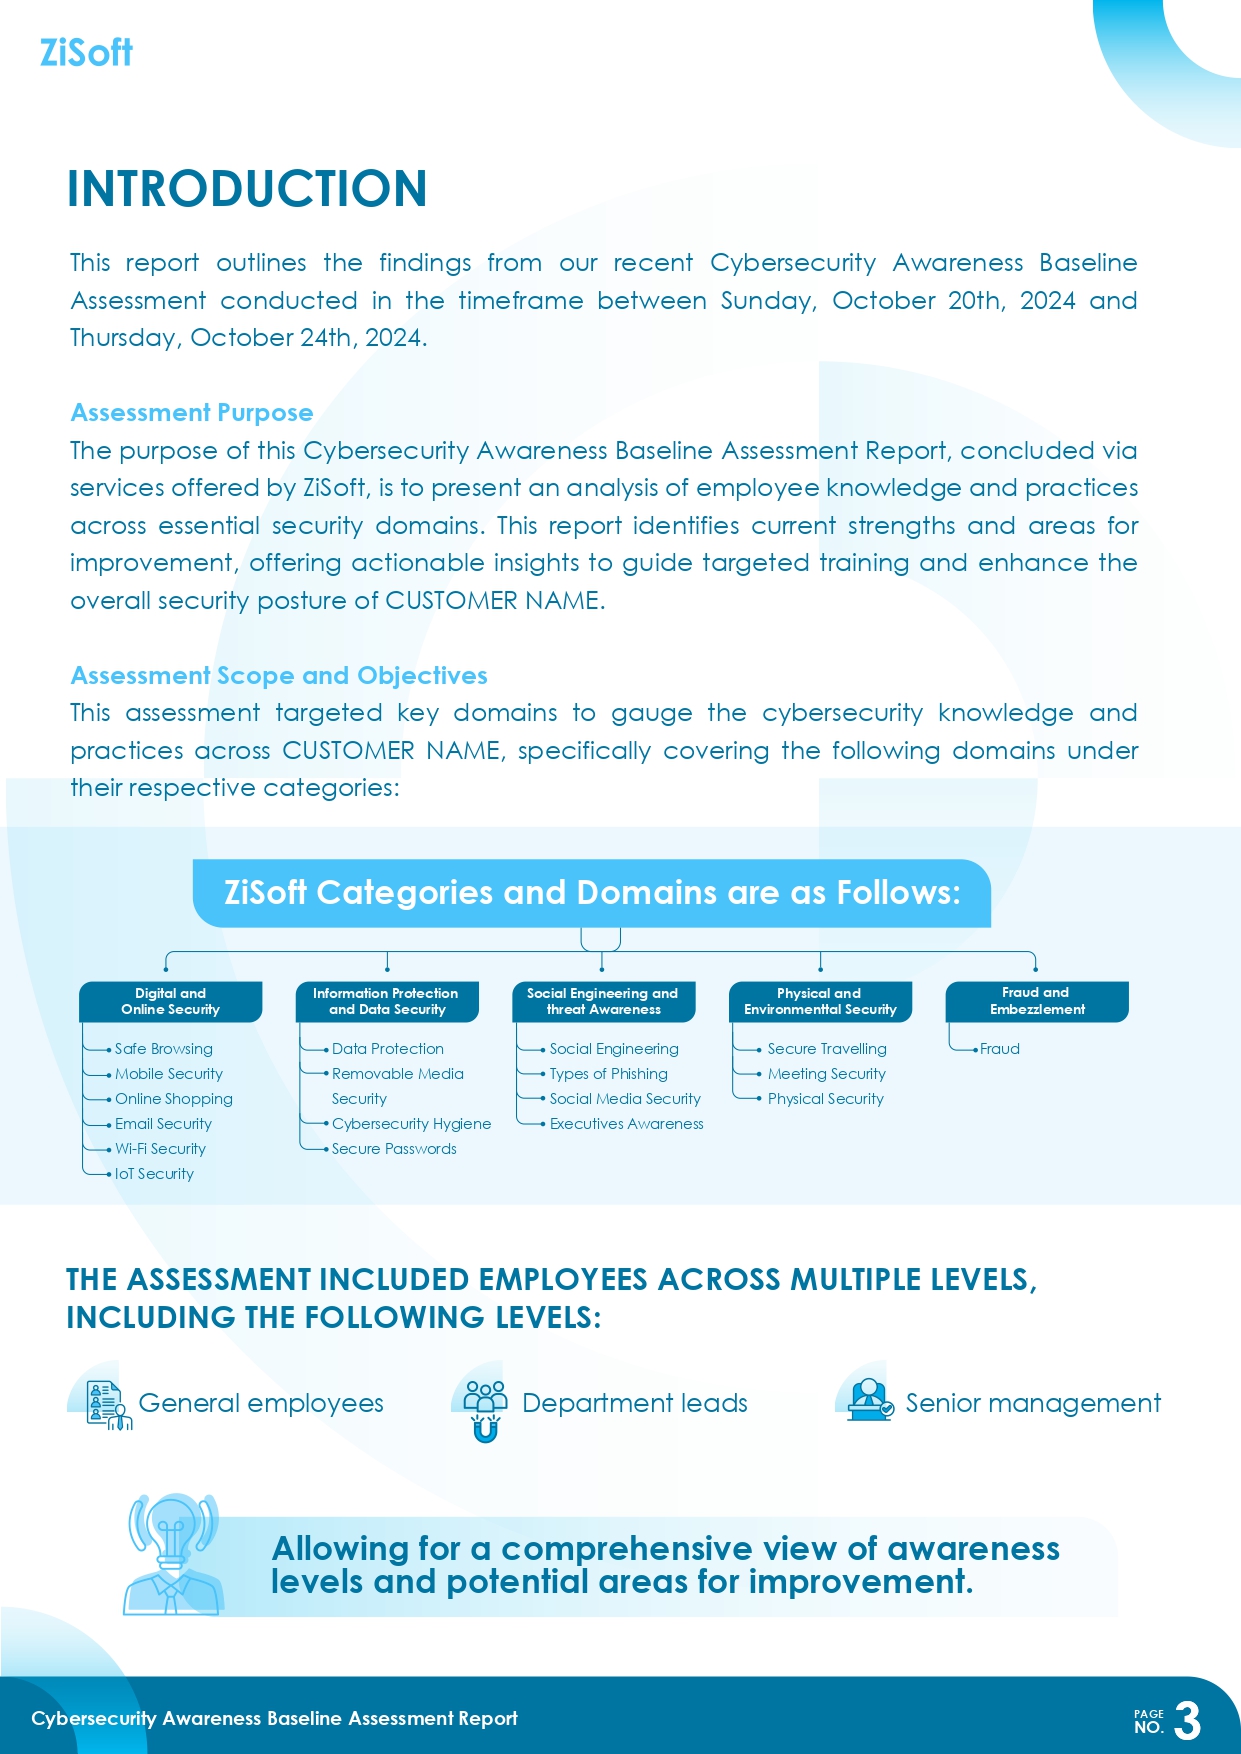 ZiSoft
INTRODUCTION
This report outlines the findings from our recent Cybersecurity Awareness Baseline
Assessment conducted in the timeframe between Sunday, October 20th, 2024 and
Thursday, October 24th, 2024.
Assessment Purpose
The purpose of this Cybersecurity Awareness Baseline Assessment Report, concluded via
services offered by ZiSoft, is to present an analysis of employee knowledge and practices
across essential security domains. This report identifies current strengths and areas for
improvement, offering actionable insights to guide targeted training and enhance the
overall security posture of CUSTOMER NAME.
Assessment Scope and Objectives
This assessment targeted key domains to gauge the cybersecurity knowledge and
practices across CUSTOMER NAME, specifically covering the following domains under
their respective categories:
ZiSoft Categories and Domains are as Follows:
Digital and
Online Security
Safe Browsing
Mobile Security
Online Shopping
Email Security
Wi-Fi Security
IoT Security
Information Protection
and Data Security
Data Protection
Removable Media
Security
Cybersecurity Hygiene
Secure Passwords
Social Engineering and
threat Awareness
Social Engineering
Types of Phishing
Social Media Security
Executives Awareness
Physical and
Environmenttal Security
Secure Travelling
Meeting Security
Physical Security
Fraud and
Embezzlement
Fraud
THE ASSESSMENT INCLUDED EMPLOYEES ACROSS MULTIPLE LEVELS,
INCLUDING THE FOLLOWING LEVELS:
General employees
Department leads
Senior management
Allowing for a comprehensive view of awareness
levels and potential areas for improvement.
Cybersecurity Awareness Baseline Assessment Report
PAGE
NO. 3